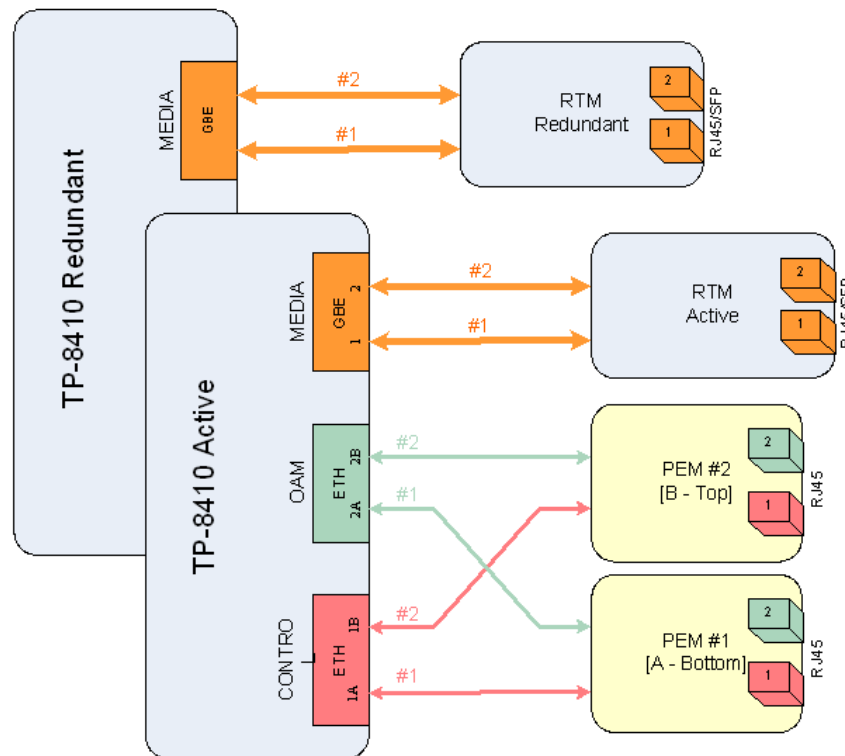 TP-8410 Redundant
MEDIA
GBE
#2
#1
RTM
Redundant
2
1
RJ45/SFP
TP-8410 Active
MEDIA
GBE
2
1
#2
#1
RTM
Active
2
1
RJ45/SFP
OAM
ETH
2B
2A
#2
#1
PEM #2
[B - Top]
2
1
RJ45
CONTRO
ETH
1B
1A
#2
#1
PEM #1
[A - Bottom]
2
1
RJ45